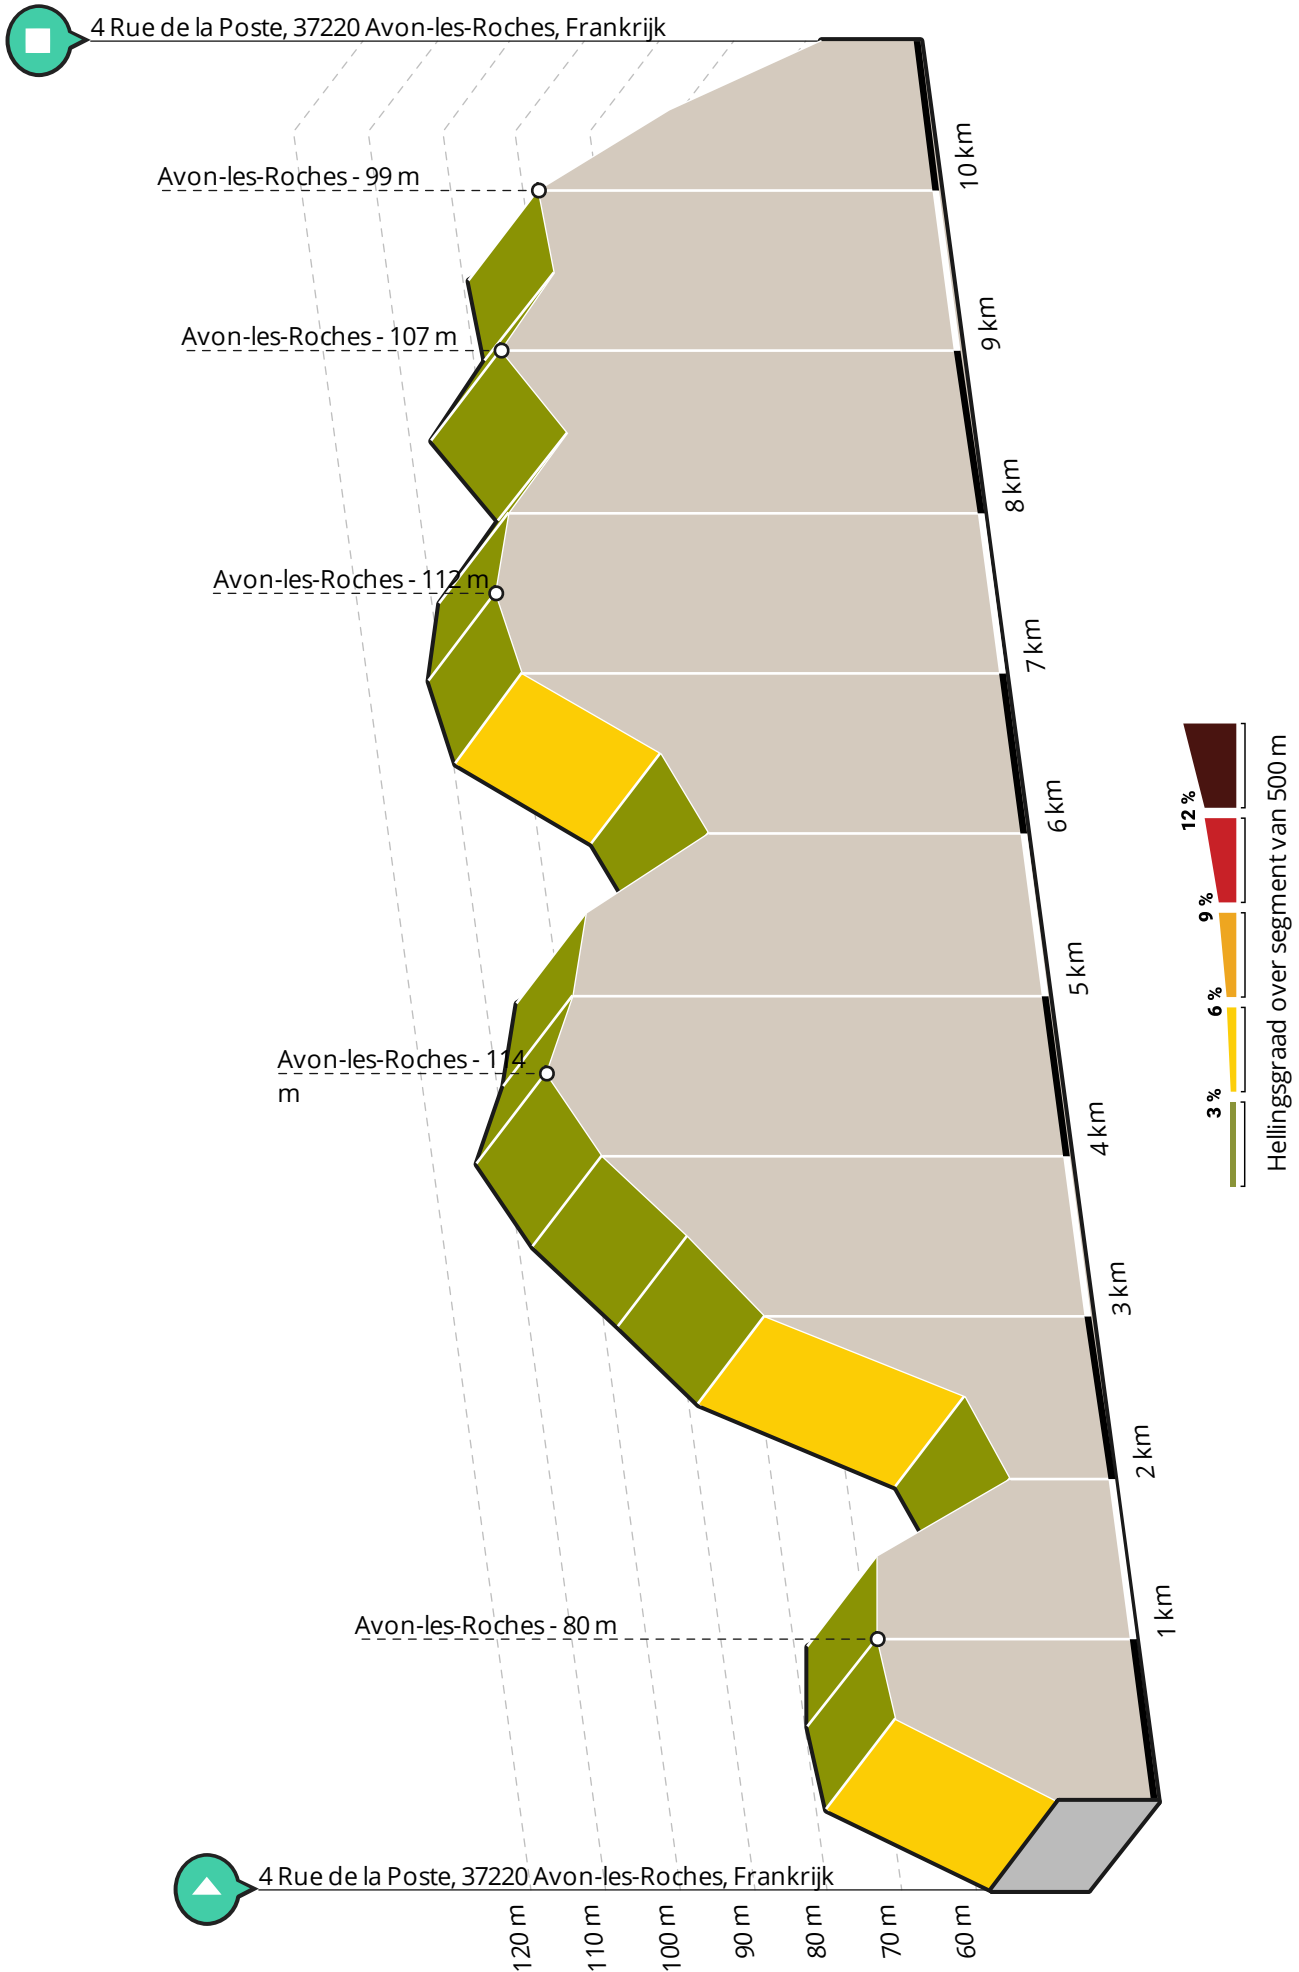 4 Rue de la Poste, 37220 Avon-les-Roches, Frankrijk
Avon-les-Roches - 99 m
Avon-les-Roches - 107 m
Avon-les-Roches - 112 m
Avon-les-Roches - 114
m
Avon-les-Roches - 80 m
4 Rue de la Poste, 37220 Avon-les-Roches, Frankrijk
120 m
110 m
100 m
90 m
80 m
70 m
60 m
1 km
2 km
3 km
4 km
5 km
6 km
7 km
8 km
9 km
10 km
3 %
6 %
9 %
12 %
Hellingsgraad over segment van 500 m